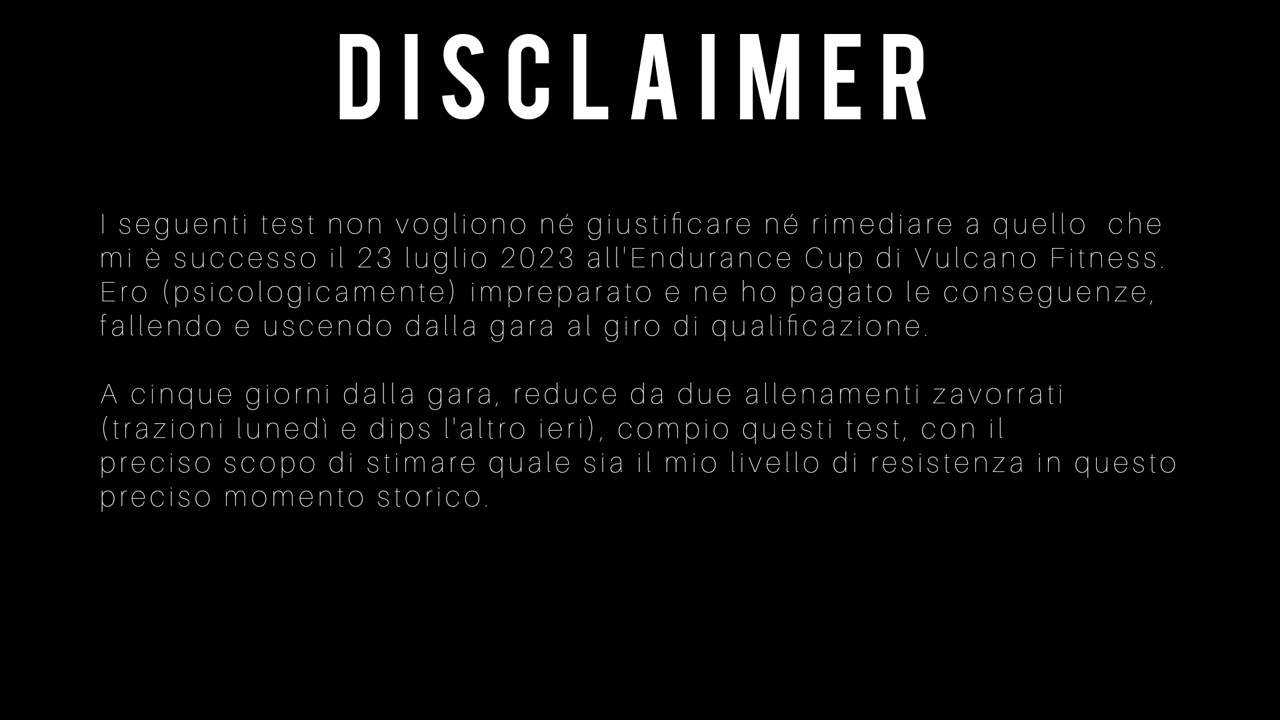 DISCLAIMER
I seguenti test non vogliono né giustificare né rimediare a quello  che
mi è successo il 23 luglio 2023 all'Endurance Cup di Vulcano Fitness.
Ero (psicologicamente) impreparato e ne ho pagato le conseguenze,
fallendo e uscendo dalla gara al giro di qualificazione.
A cinque giorni dalla gara, reduce da due allenamenti zavorrati
(trazioni lunedì e dips l'altro ieri), compio questi test, con il
preciso scopo di stimare quale sia il mio livello di resistenza in questo
preciso momento storico.